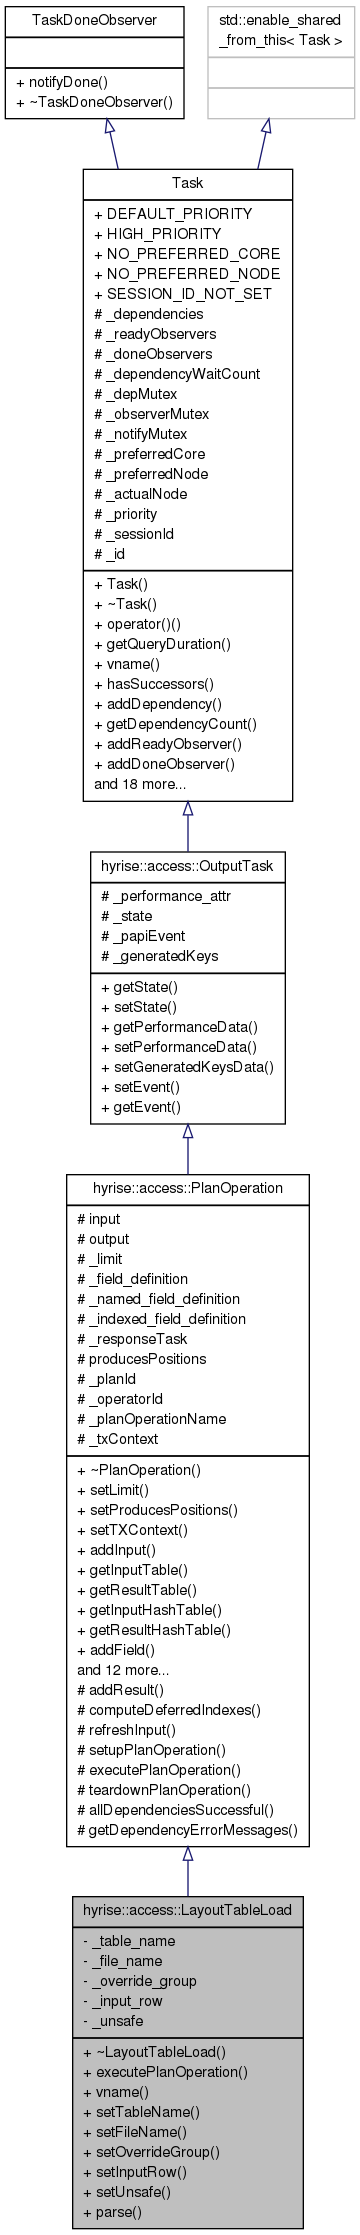 TaskDoneObserver
+ notifyDone()
+ ~TaskDoneObserver()
std::enable_shared
_from_this< Task >
Task
+ DEFAULT_PRIORITY
+ HIGH_PRIORITY
+ NO_PREFERRED_CORE
+ NO_PREFERRED_NODE
+ SESSION_ID_NOT_SET
# _dependencies
# _readyObservers
# _doneObservers
# _dependencyWaitCount
# _depMutex
# _observerMutex
# _notifyMutex
# _preferredCore
# _preferredNode
# _actualNode
# _priority
# _sessionId
# _id
+ Task()
+ ~Task()
+ operator()()
+ getQueryDuration()
+ vname()
+ hasSuccessors()
+ addDependency()
+ getDependencyCount()
+ addReadyObserver()
+ addDoneObserver()
and 18 more...
hyrise::access::OutputTask
# _performance_attr
# _state
# _papiEvent
# _generatedKeys
+ getState()
+ setState()
+ getPerformanceData()
+ setPerformanceData()
+ setGeneratedKeysData()
+ setEvent()
+ getEvent()
hyrise::access::PlanOperation
# input
# output
# _limit
# _field_definition
# _named_field_definition
# _indexed_field_definition
# _responseTask
# producesPositions
# _planId
# _operatorId
# _planOperationName
# _txContext
+ ~PlanOperation()
+ setLimit()
+ setProducesPositions()
+ setTXContext()
+ addInput()
+ getInputTable()
+ getResultTable()
+ getInputHashTable()
+ getResultHashTable()
+ addField()
and 12 more...
# addResult()
# computeDeferredIndexes()
# refreshInput()
# setupPlanOperation()
# executePlanOperation()
# teardownPlanOperation()
# allDependenciesSuccessful()
# getDependencyErrorMessages()
hyrise::access::LayoutTableLoad
- _table_name
- _file_name
- _override_group
- _input_row
- _unsafe
+ ~LayoutTableLoad()
+ executePlanOperation()
+ vname()
+ setTableName()
+ setFileName()
+ setOverrideGroup()
+ setInputRow()
+ setUnsafe()
+ parse()